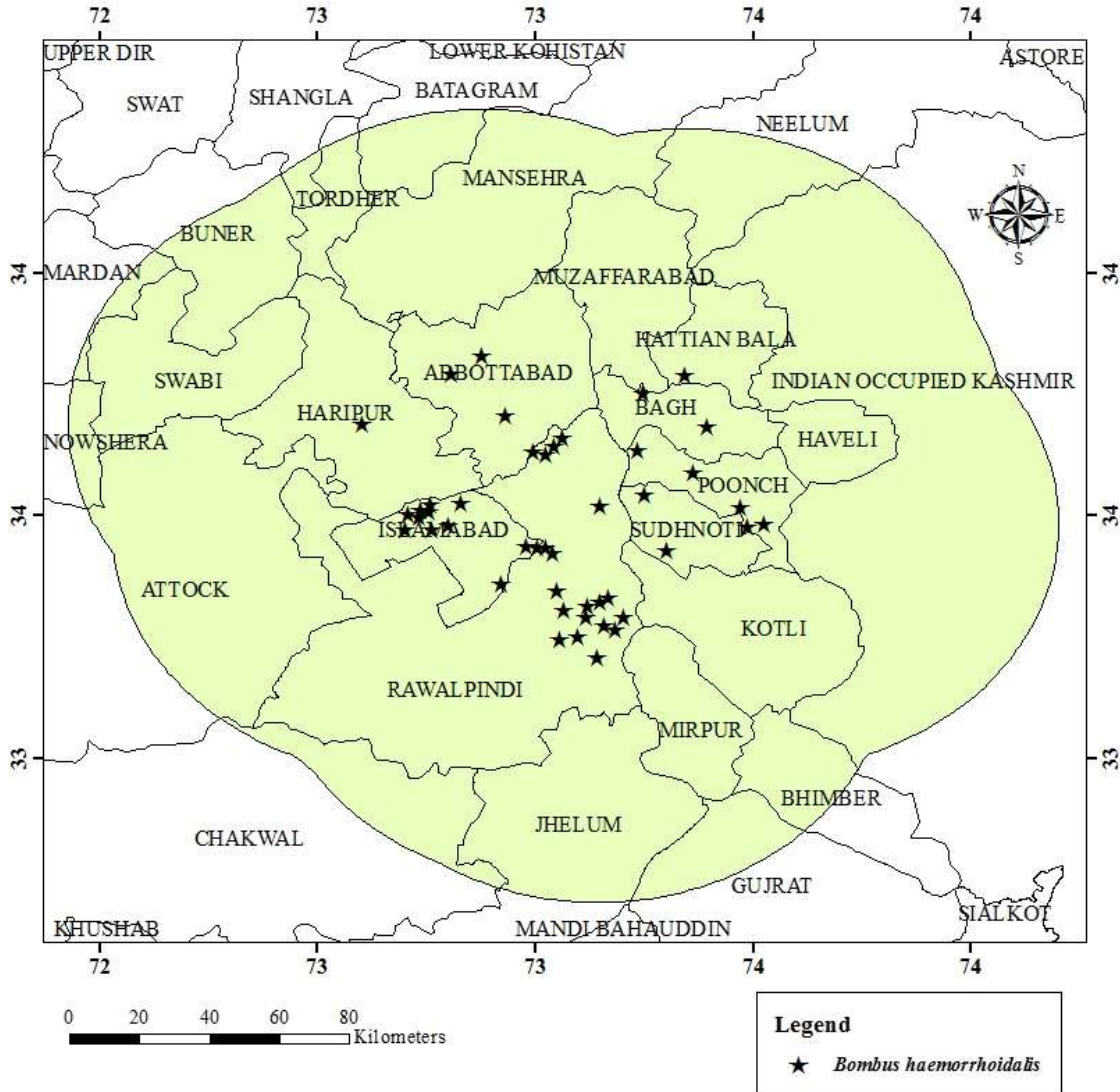 72 73 73 74 74
UPPER DIR
LOWER KOHISTAN
ASTORE
SWAT
SHANGLA
BATAGRAM
NEELUM
MANSEHRA
TORDHER
N
W E
S
BUNER
MARDAN
MUZAFFARABAD
34 34
HATTIAN BALA
ABBOTTABAD
SWABI
INDIAN OCCUPIED KASHMIR
HARIPUR
BAGH
NOWSHERA
HAVELI
POONCH
34 34
ISLAMABAD
SUDHNOTI
ATTOCK
KOTLI
RAWALPINDI
MIRPUR
33 33
BHIMBER
CHAKWAL
JHELUM
GUJRAT
SIALKOT
KHUSHAB
MANDI BAHAUDDIN
72 73 73 74 74
0 20 40 60 80
Kilometers
Legend
Bombus haemorrhoidalis